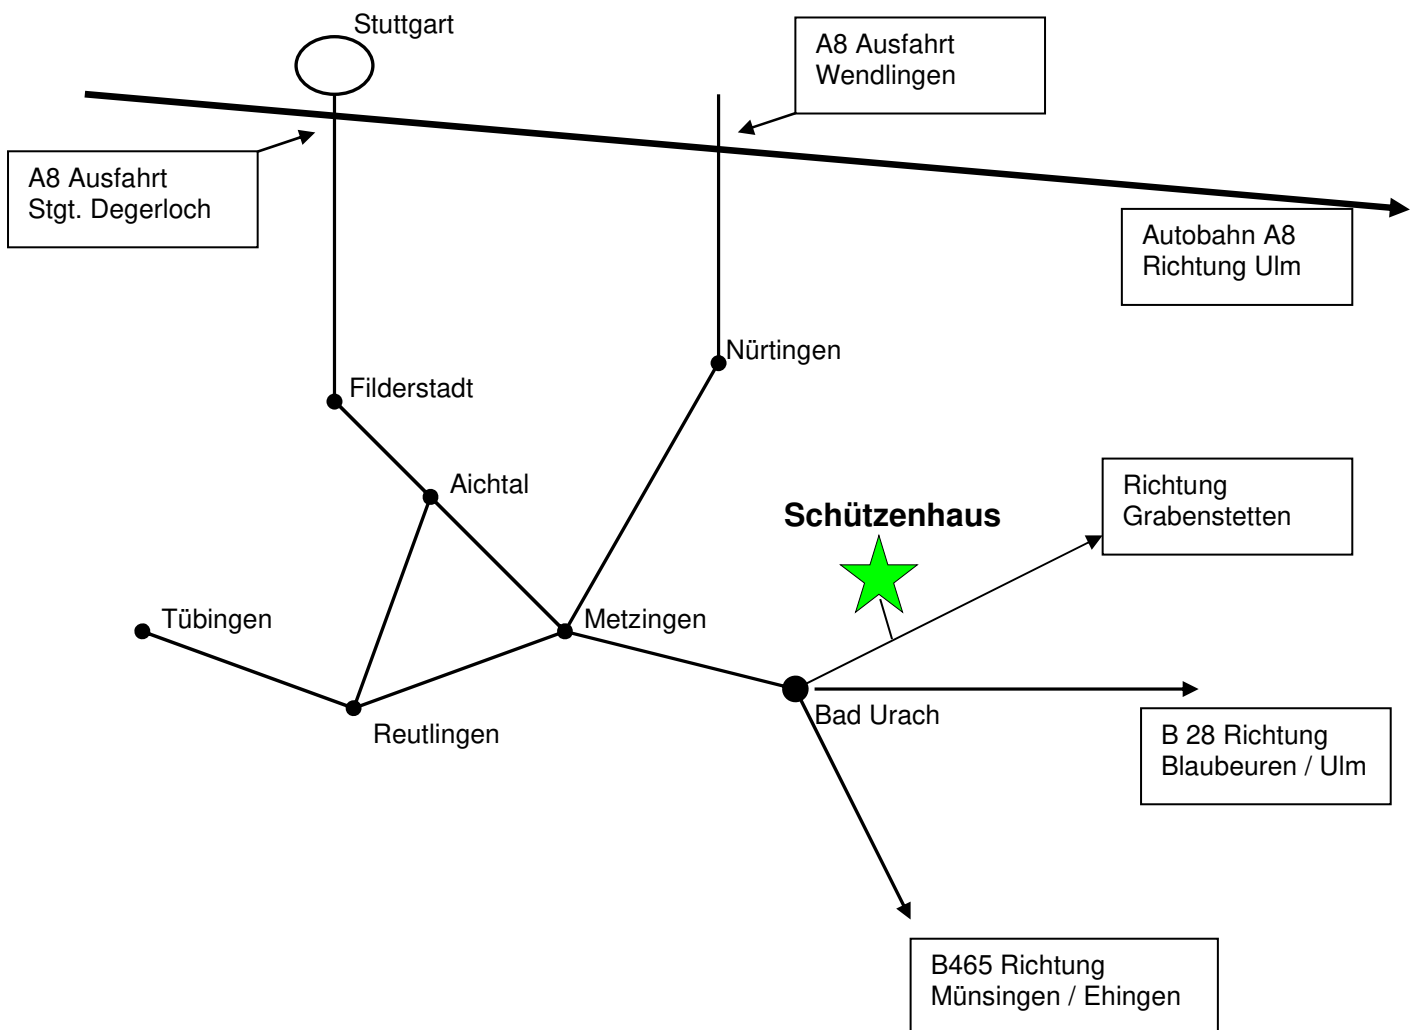 Stuttgart
A8 Ausfahrt
Wendlingen
A8 Ausfahrt
Stgt. Degerloch
Autobahn A8
Richtung Ulm
Nürtingen
Filderstadt
Aichtal
Richtung
Grabenstetten
Schützenhaus
Tübingen
Metzingen
Bad Urach
Reutlingen
B 28 Richtung
Blaubeuren / Ulm
B465 Richtung
Münsingen / Ehingen